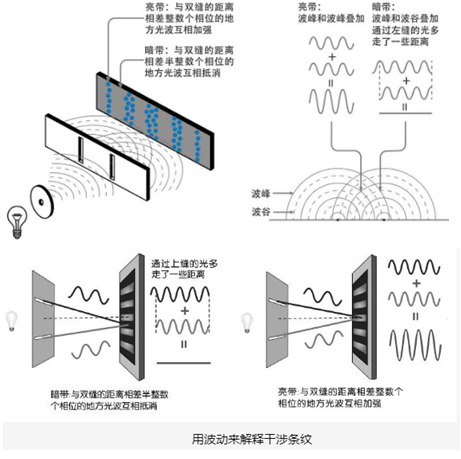 亮带：与双缝的距离
相差整数个相位的地
方光波互相加强
暗带：与双缝的距离
相差半整数个相位的
地方光波互相抵消
亮带：
波峰和波峰叠加
暗带：
波峰和波谷叠加
通过左缝的光多
走了一些距离
波峰
波谷
通过上缝的光多
走了一些距离
暗带:与双缝的距离相差半整数
个相位的地方光波互相抵消
亮带:与双缝的距离相差整数个
相位的地方光波互相加强
用波动来解释干涉条纹